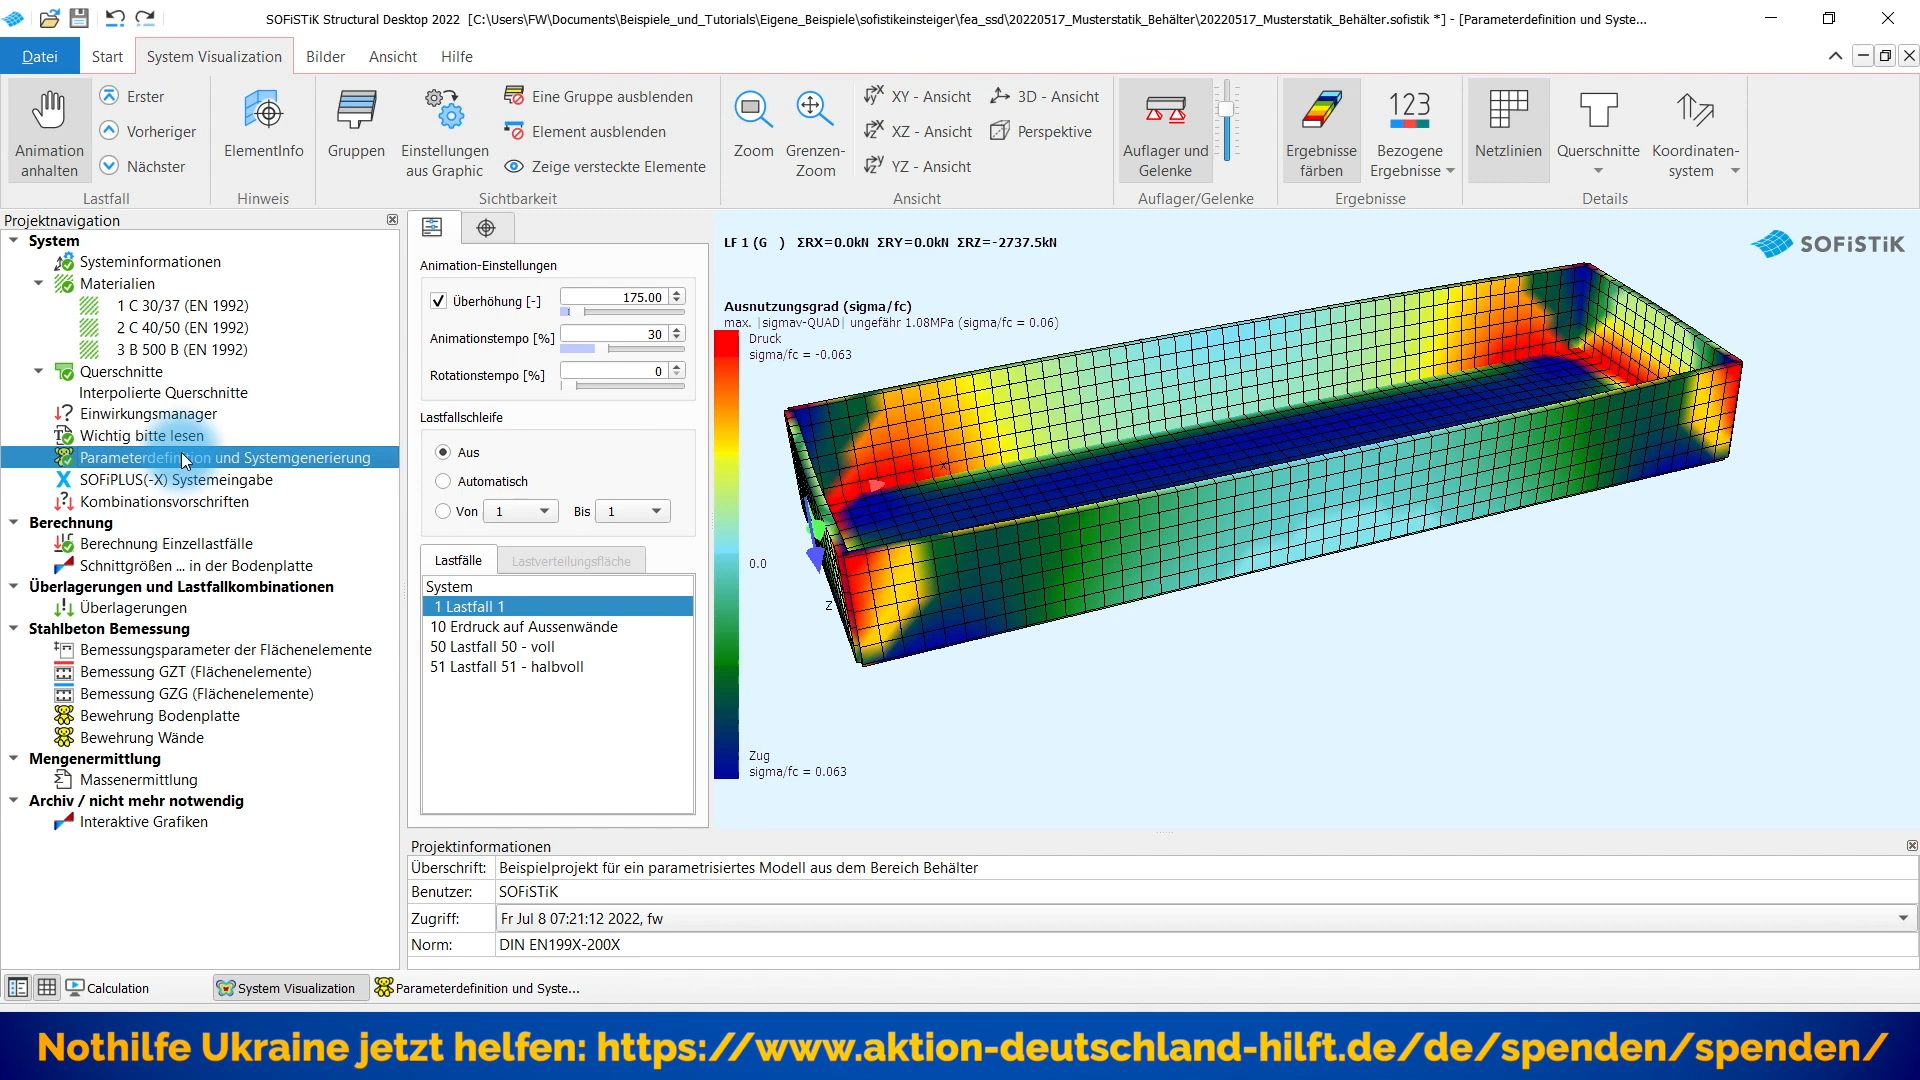 SOFiSTiK Structural Desktop 2022 [C:\Users\FW\Documents\Beispiele_und_Tutorials\Eigene_Beispiele\sofistikeinsteiger\fea_ssd\20220517_Musterstatik_Behälter\20220517_Musterstatik_Behälter.sofistik *] - [Parameterdefinition und Syste...
Datei Start System Visualization Bilder Ansicht Hilfe
Animation anhalten
Erster
Vorheriger
Nächster
Lastfall
ElementInfo
Hinweis
Gruppen
Einstellungen aus Graphic
Eine Gruppe ausblenden
Element ausblenden
Zeige versteckte Elemente
Sichtbarkeit
Zoom
Grenzen-Zoom
XY - Ansicht
XZ - Ansicht
YZ - Ansicht
3D - Ansicht
Perspektive
Ansicht
Auflager und Gelenke
Auflager/Gelenke
Ergebnisse färben
123
Bezogene Ergebnisse
Ergebnisse
Netzlinien
Querschnitte
Koordinaten-system
Details
Projektnavigation
System
Systeminformationen
Materialien
1 C 30/37 (EN 1992)
2 C 40/50 (EN 1992)
3 B 500 B (EN 1992)
Querschnitte
Interpolierte Querschnitte
Einwirkungsmanager
Wichtig bitte lesen
Parameterdefinition und Systemgenerierung
SOFiPLUS(-X) Systemeingabe
Kombinationsvorschriften
Berechnung
Berechnung Einzellastfälle
Schnittgrößen ... in der Bodenplatte
Überlagerungen und Lastfallkombinationen
Überlagerungen
Stahlbeton Bemessung
Bemessungsparameter der Flächenelemente
Bemessung GZT (Flächenelemente)
Bemessung GZG (Flächenelemente)
Bewehrung Bodenplatte
Bewehrung Wände
Mengenermittlung
Massenermittlung
Archiv / nicht mehr notwendig
Interaktive Grafiken
Animation-Einstellungen
Überhöhung [-] 175.00
Animationstempo [%] 30
Rotationstempo [%] 0
Lastfallschleife
Aus
Automatisch
Von 1 Bis 1
Lastfälle Lastverteilungsfläche
System
1 Lastfall 1
10 Erdruck auf Aussenwände
50 Lastfall 50 - voll
51 Lastfall 51 - halbvoll
LF 1 (G ) ΣRX=0.0kN ΣRY=0.0kN ΣRZ=-2737.5kN
SOFiSTiK
Ausnutzungsgrad (sigma/fc)
max. |sigmav-QUAD| ungefähr 1.08MPa (sigma/fc = 0.06)
Druck
sigma/fc = -0.063
0.0
Zug
sigma/fc = 0.063
X
Z
Projektinformationen
Überschrift: Beispielprojekt für ein parametrisiertes Modell aus dem Bereich Behälter
Benutzer: SOFiSTiK
Zugriff: Fr Jul 8 07:21:12 2022, fw
Norm: DIN EN199X-200X
Calculation System Visualization Parameterdefinition und Syste...
Nothilfe Ukraine jetzt helfen: https://www.aktion-deutschland-hilft.de/de/spenden/spenden/